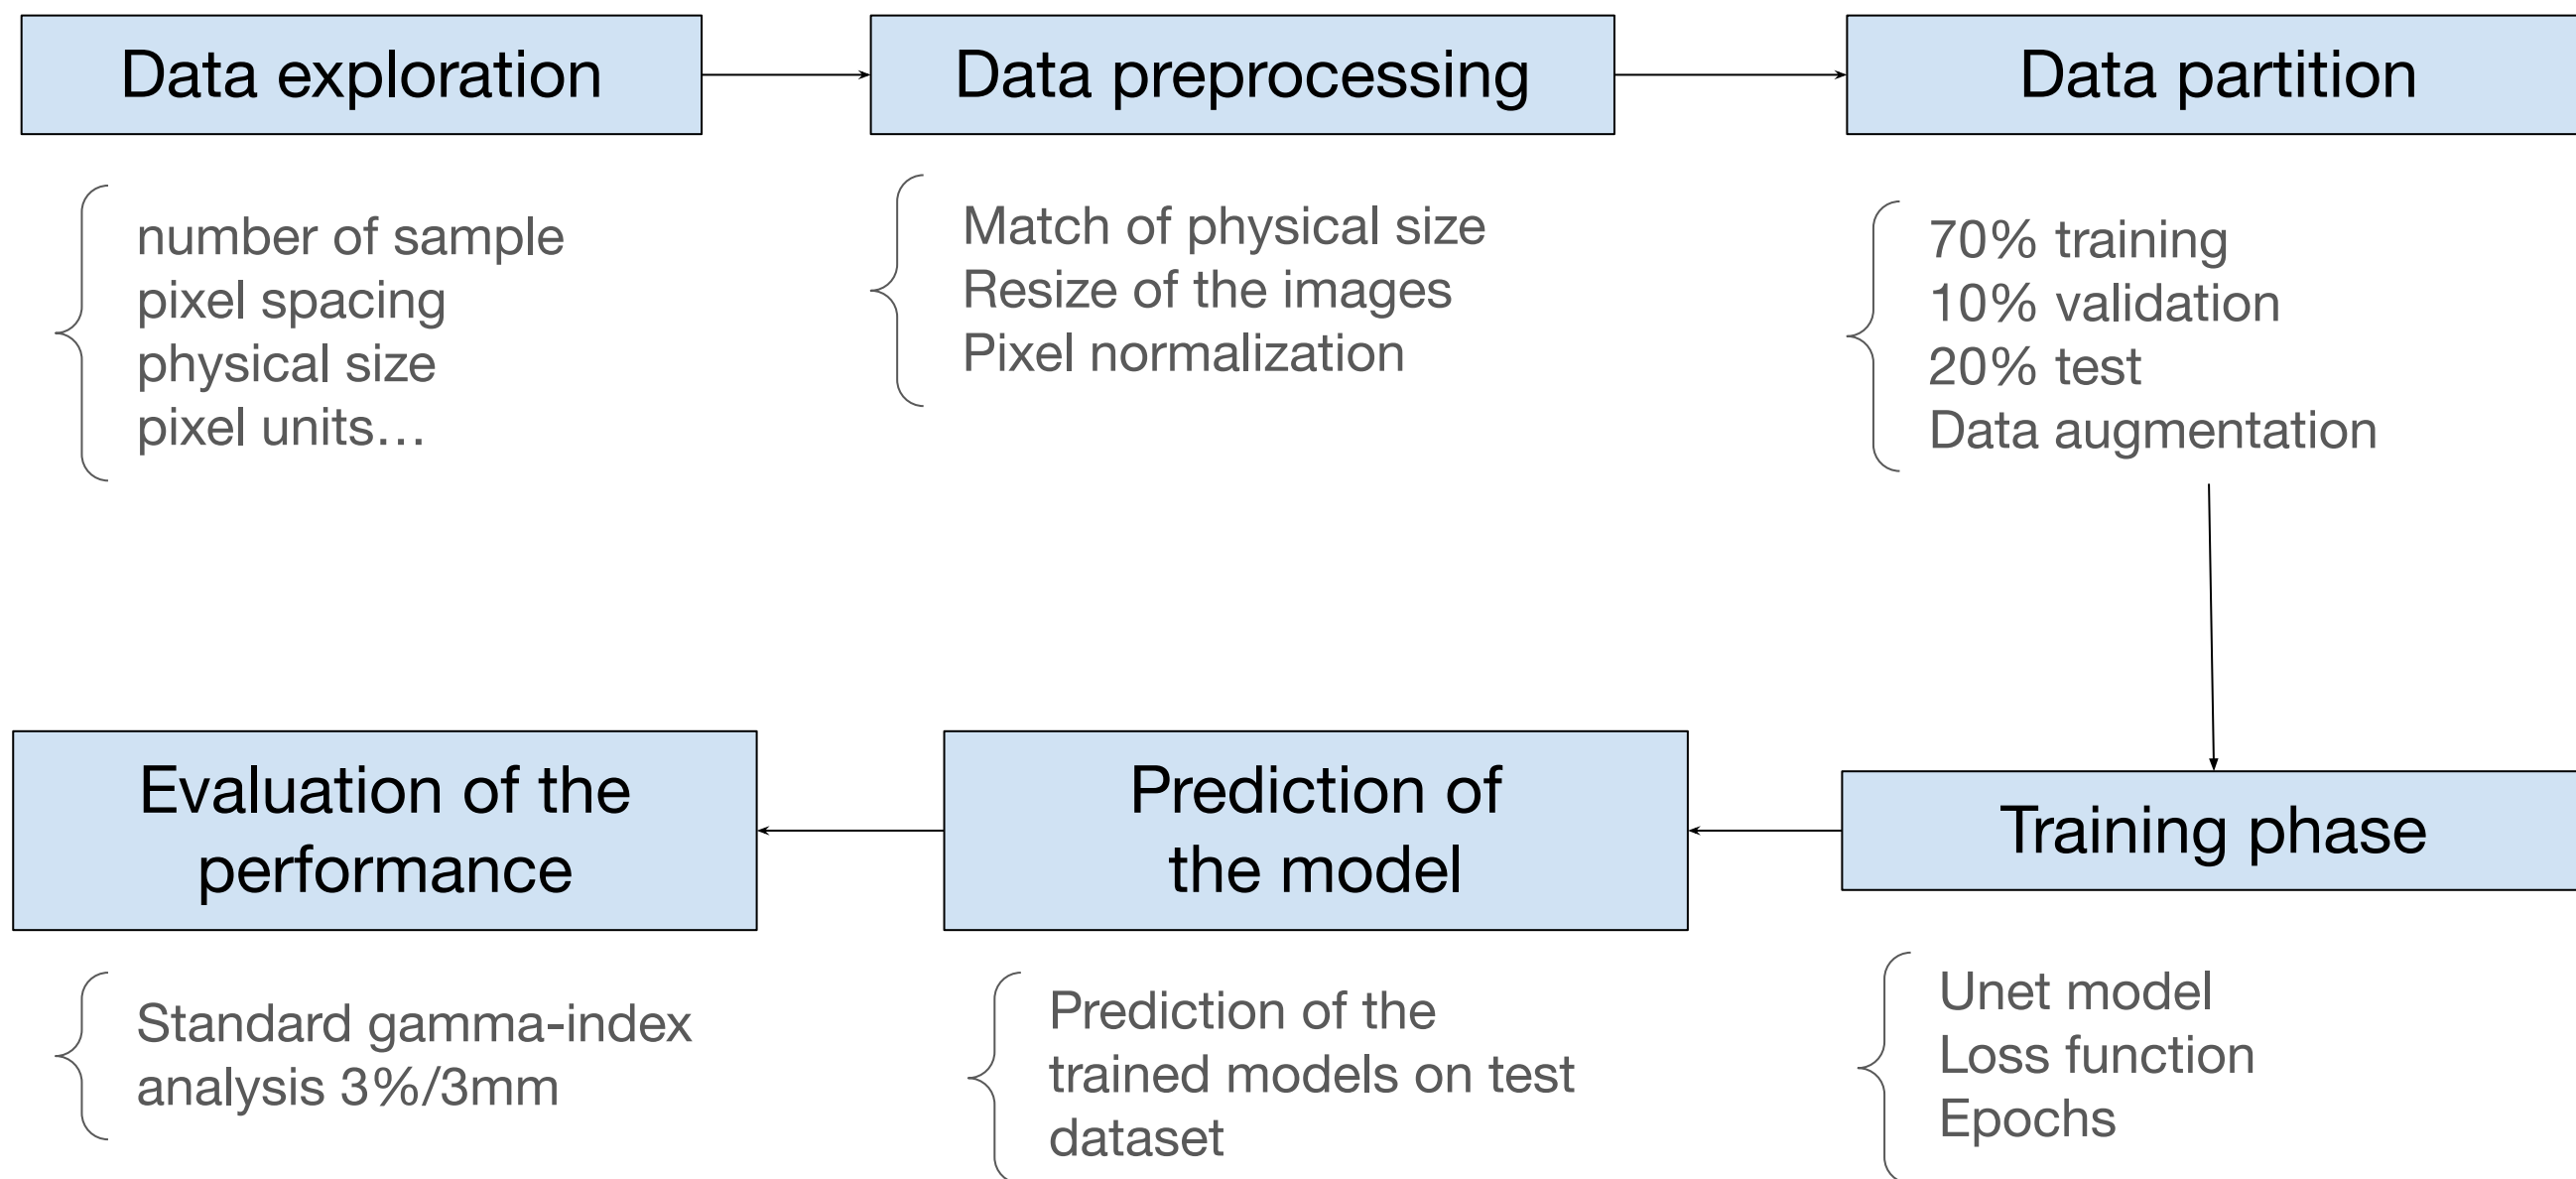 Data exploration
number of sample
pixel spacing
physical size
pixel units…
Data preprocessing
Match of physical size
Resize of the images
Pixel normalization
Data partition
70% training
10% validation
20% test
Data augmentation
Training phase
Unet model
Loss function
Epochs
Prediction of
the model
Prediction of the
trained models on test
dataset
Evaluation of the
performance
Standard gamma-index
analysis 3%/3mm